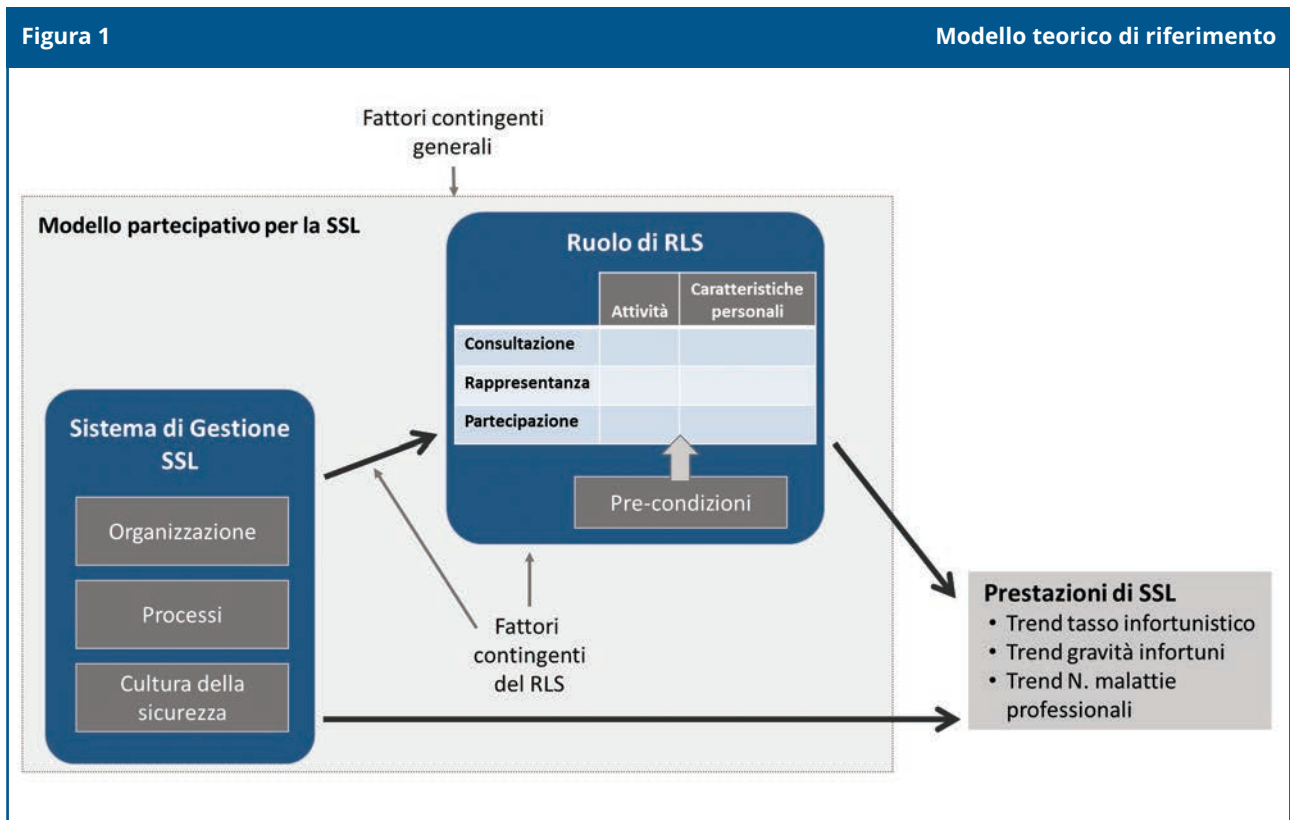 Figura 1
Modello teorico di riferimento
Fattori contingenti
generali
Modello partecipativo per la SSL
Ruolo di RLS
Attività
Caratteristiche
personali
Consultazione
Rappresentanza
Partecipazione
Pre-condizioni
Sistema di Gestione
SSL
Organizzazione
Processi
Cultura della
sicurezza
Fattori
contingenti
del RLS
Prestazioni di SSL
• Trend tasso infortunistico
• Trend gravità infortuni
• Trend N. malattie
professionali